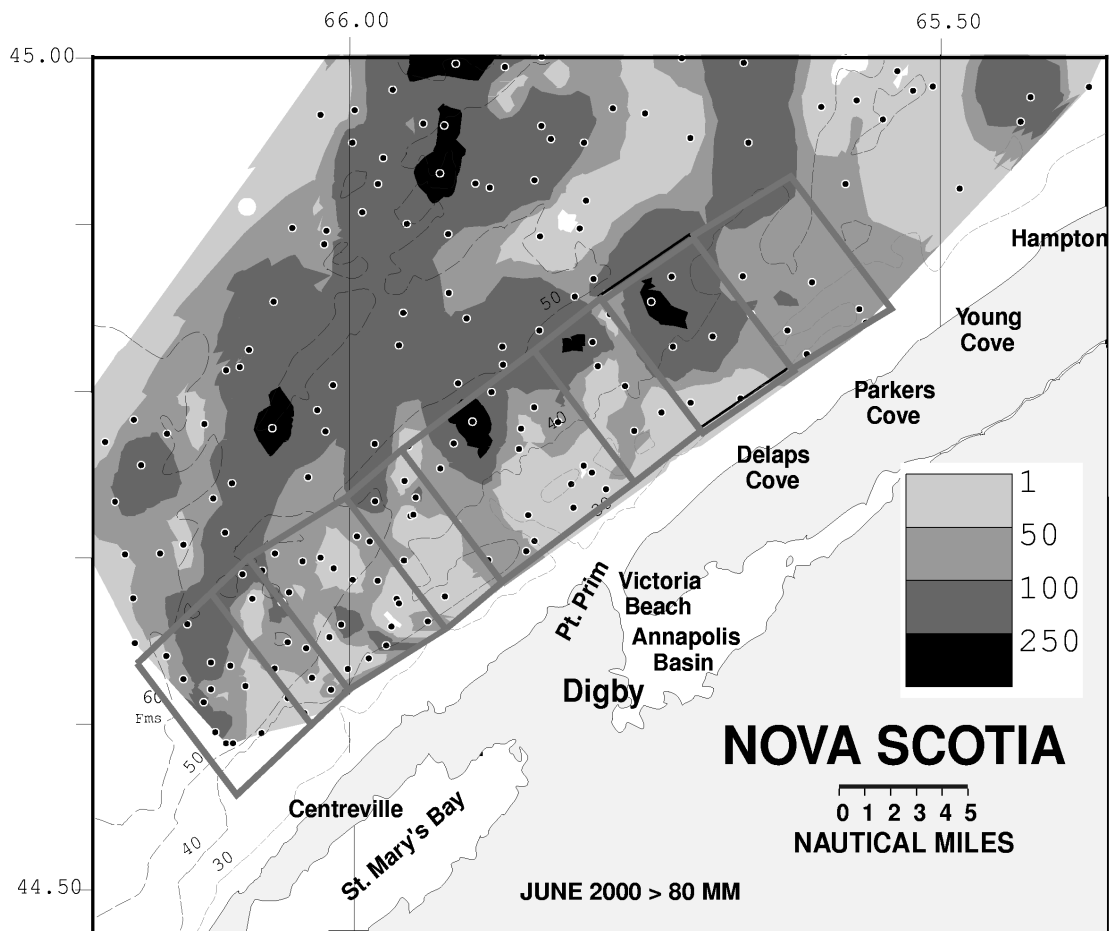 66.00
65.50
45.00
Hampton
50
Young
Cove
Parkers
Cove
40
Delaps
Cove
1
50
100
250
30
Pt. Prim
Victoria
Beach
Annapolis
Basin
Digby
60
Fms
50
NOVA SCOTIA
0 1 2 3 4 5
NAUTICAL MILES
Centreville
St. Mary's Bay
40
30
44.50
JUNE 2000 > 80 MM